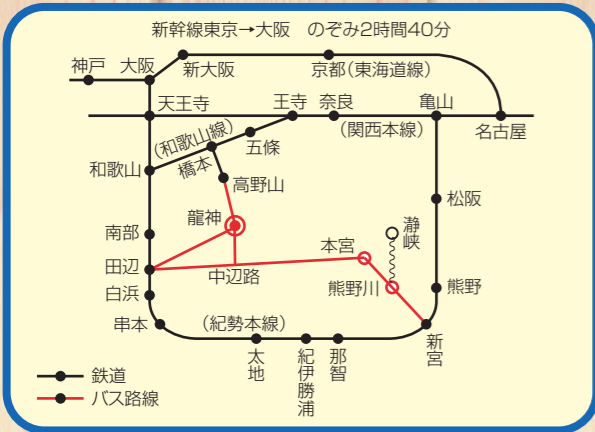 新幹線東京→大阪　のぞみ2時間40分
神戸
大阪
新大阪
京都(東海道線)
天王寺
王寺
奈良
亀山
(関西本線)
名古屋
(和歌山線)
五條
和歌山
橋本
高野山
松阪
龍神
瀞峡
南部
本宮
田辺
中辺路
熊野川
熊野
白浜
串本
(紀勢本線)
新宮
太地
紀伊勝浦
那智
鉄道
バス路線